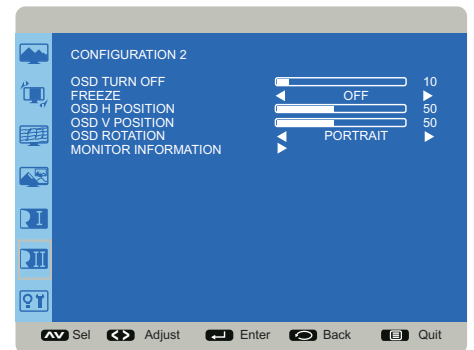 CONFIGURATION 2
OSD TURN OFF 10
FREEZE OFF
OSD H POSITION 50
OSD V POSITION 50
OSD ROTATION PORTRAIT
MONITOR INFORMATION
I
II
Sel Adjust Enter Back Quit